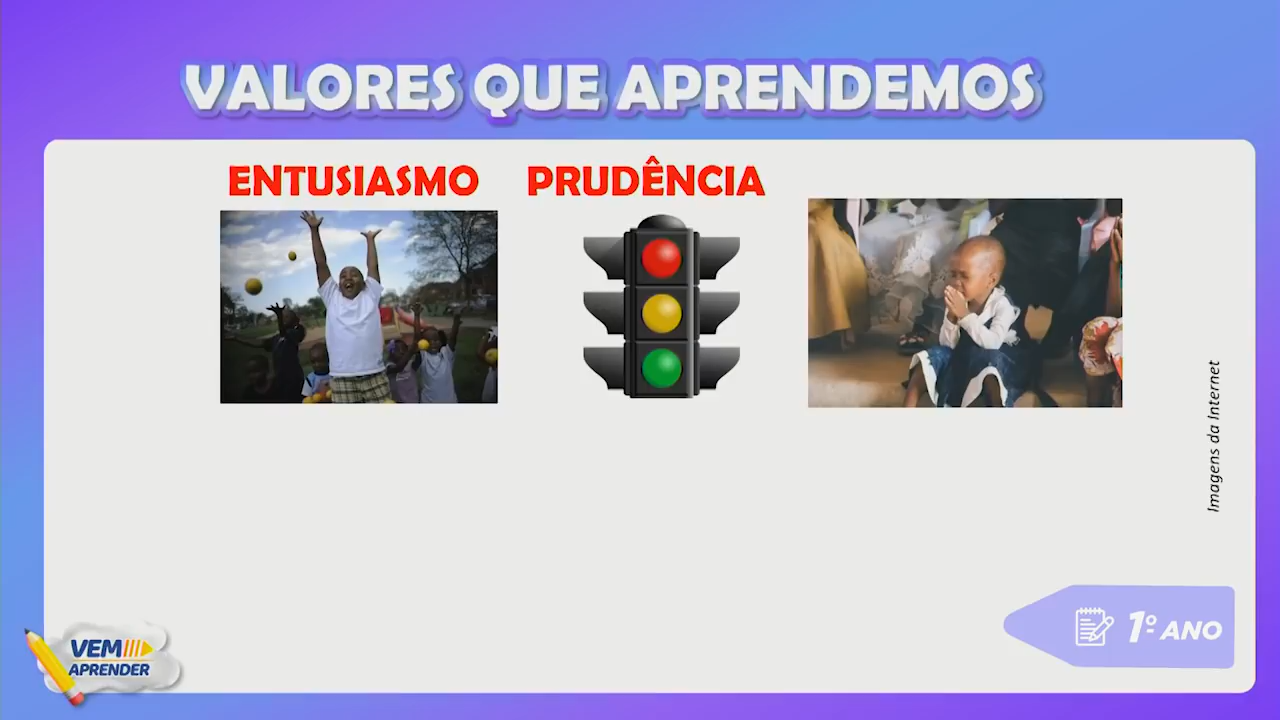 VALORES QUE APRENDEMOS
ENTUSIASMO
PRUDÊNCIA
Imagens da Internet
1º ANO
VEM
APRENDER